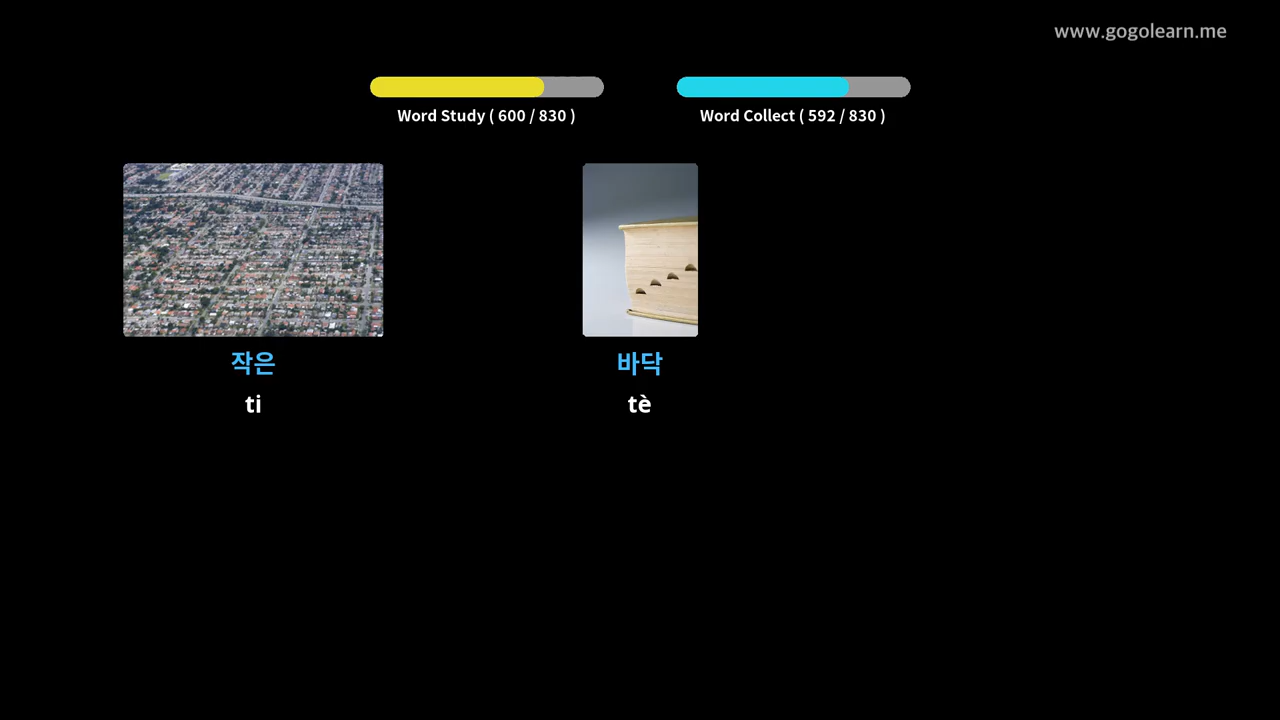 www.gogolearn.me
Word Study ( 600 / 830 )
Word Collect ( 592 / 830 )
작은
ti
바닥
tè